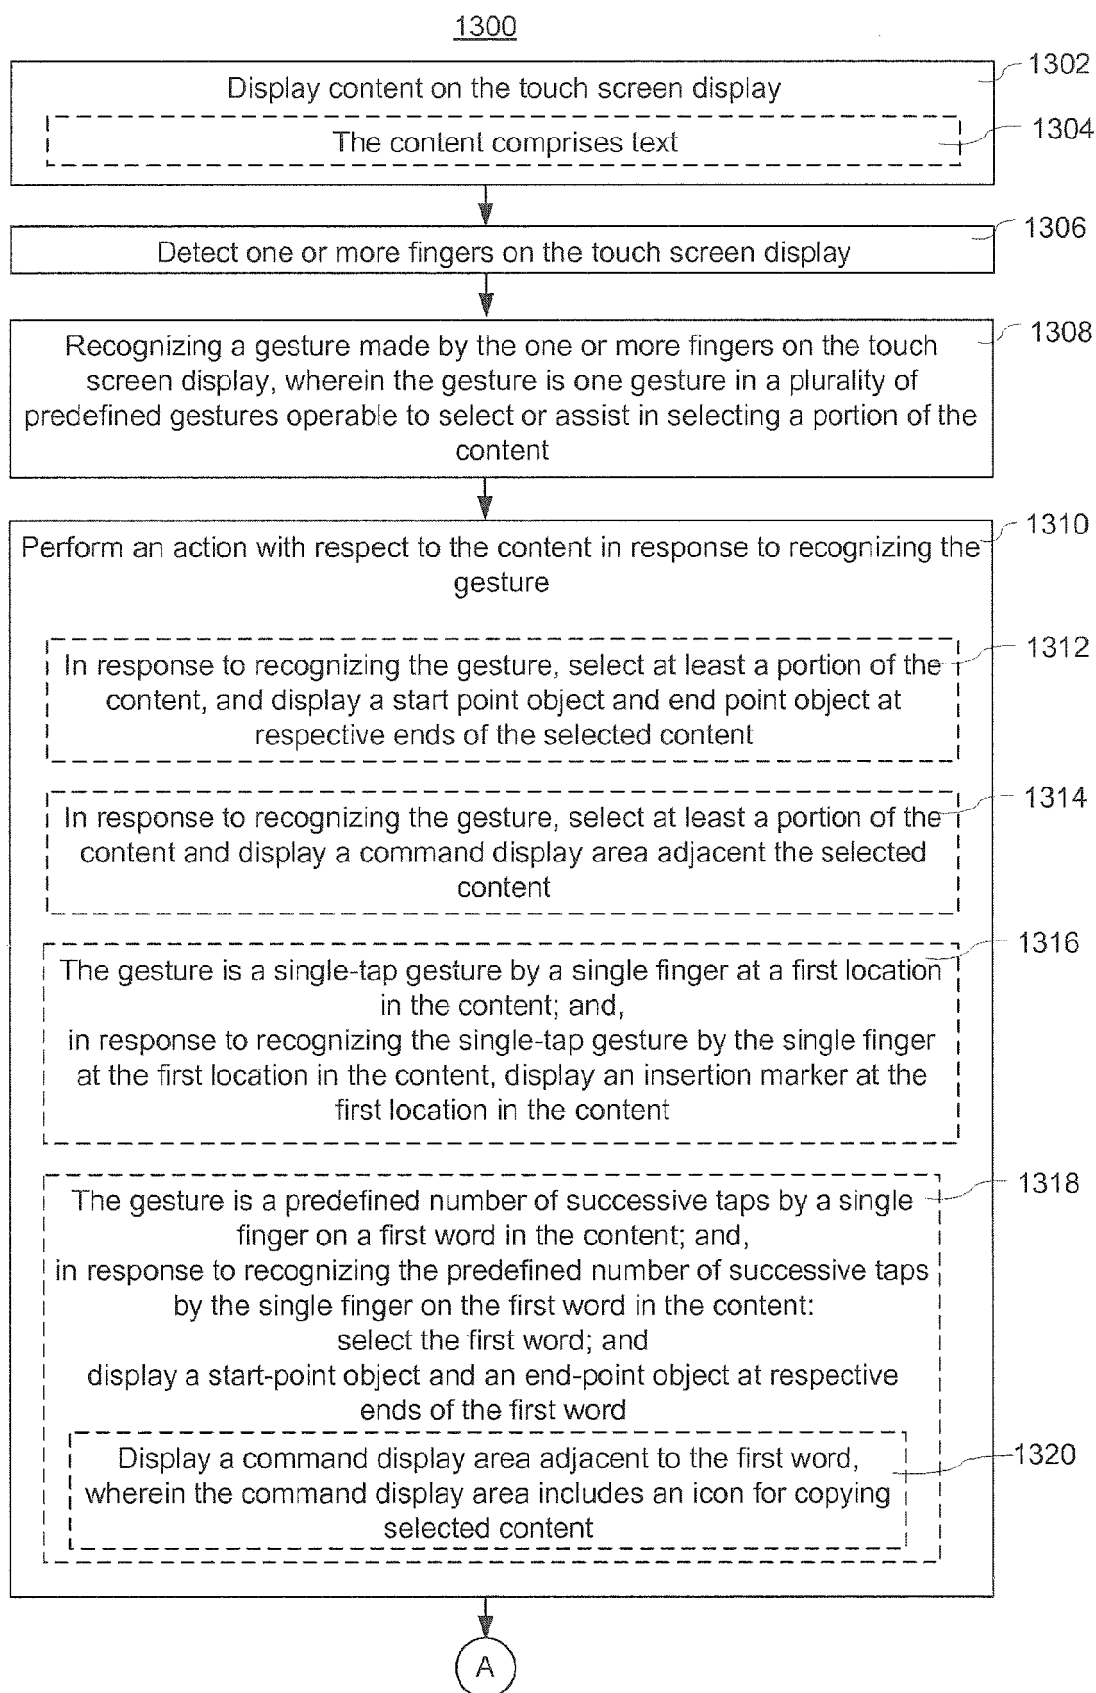 1300
1302
Display content on the touch screen display
1304
The content comprises text
1306
Detect one or more fingers on the touch screen display
1308
Recognizing a gesture made by the one or more fingers on the touch
screen display, wherein the gesture is one gesture in a plurality of
predefined gestures operable to select or assist in selecting a portion of the
content
1310
Perform an action with respect to the content in response to recognizing the
gesture
1312
In response to recognizing the gesture, select at least a portion of the
content, and display a start point object and end point object at
respective ends of the selected content
1314
In response to recognizing the gesture, select at least a portion of the
content and display a command display area adjacent the selected
content
1316
The gesture is a single-tap gesture by a single finger at a first location
in the content; and,
in response to recognizing the single-tap gesture by the single finger
at the first location in the content, display an insertion marker at the
first location in the content
1318
The gesture is a predefined number of successive taps by a single
finger on a first word in the content; and,
in response to recognizing the predefined number of successive taps
by the single finger on the first word in the content:
select the first word; and
display a start-point object and an end-point object at respective
ends of the first word
1320
Display a command display area adjacent to the first word,
wherein the command display area includes an icon for copying
selected content
A